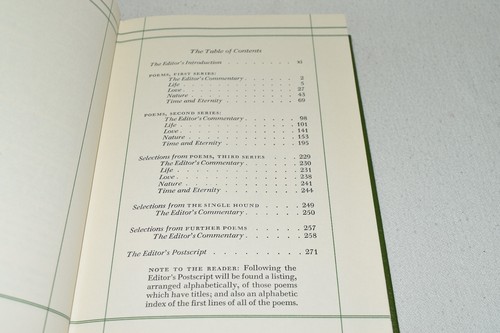 The Table of Contents
The Editor's Introduction . . . . . . . xi
POEMS, FIRST SERIES:
The Editor's Commentary . . . . . . 2
Life . . . . . . . . . . . . 5
Love . . . . . . . . . . . . 27
Nature . . . . . . . . . . . 43
Time and Eternity . . . . . . . . 69
POEMS, SECOND SERIES:
The Editor's Commentary . . . . . . 98
Life . . . . . . . . . . . . 101
Love . . . . . . . . . . . . 141
Nature . . . . . . . . . . . 153
Time and Eternity . . . . . . . . 195
Selections from POEMS, THIRD SERIES . . . 229
The Editor's Commentary . . . . . . 230
Life . . . . . . . . . . . . 231
Love . . . . . . . . . . . . 238
Nature . . . . . . . . . . . 241
Time and Eternity . . . . . . . . 244
Selections from THE SINGLE HOUND . . . . 249
The Editor's Commentary . . . . . . 250
Selections from FURTHER POEMS . . . . . 257
The Editor's Commentary . . . . . . 258
The Editor's Postscript . . . . . . . . 271
NOTE TO THE READER: Following the
Editor's Postscript will be found a listing,
arranged alphabetically, of those poems
which have titles; and also an alphabetic
index of the first lines of all of the poems.